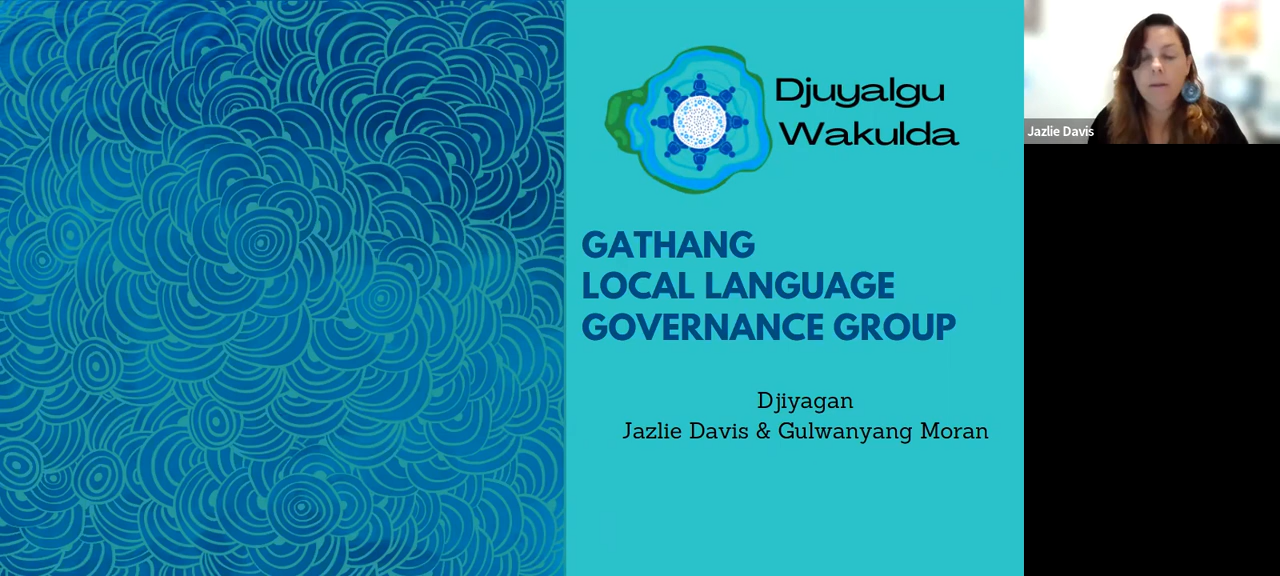 Djuyalgu
Wakulda
GATHANG
LOCAL LANGUAGE
GOVERNANCE GROUP
Djiyagan
Jazlie Davis & Gulwanyang Moran
Jazlie Davis